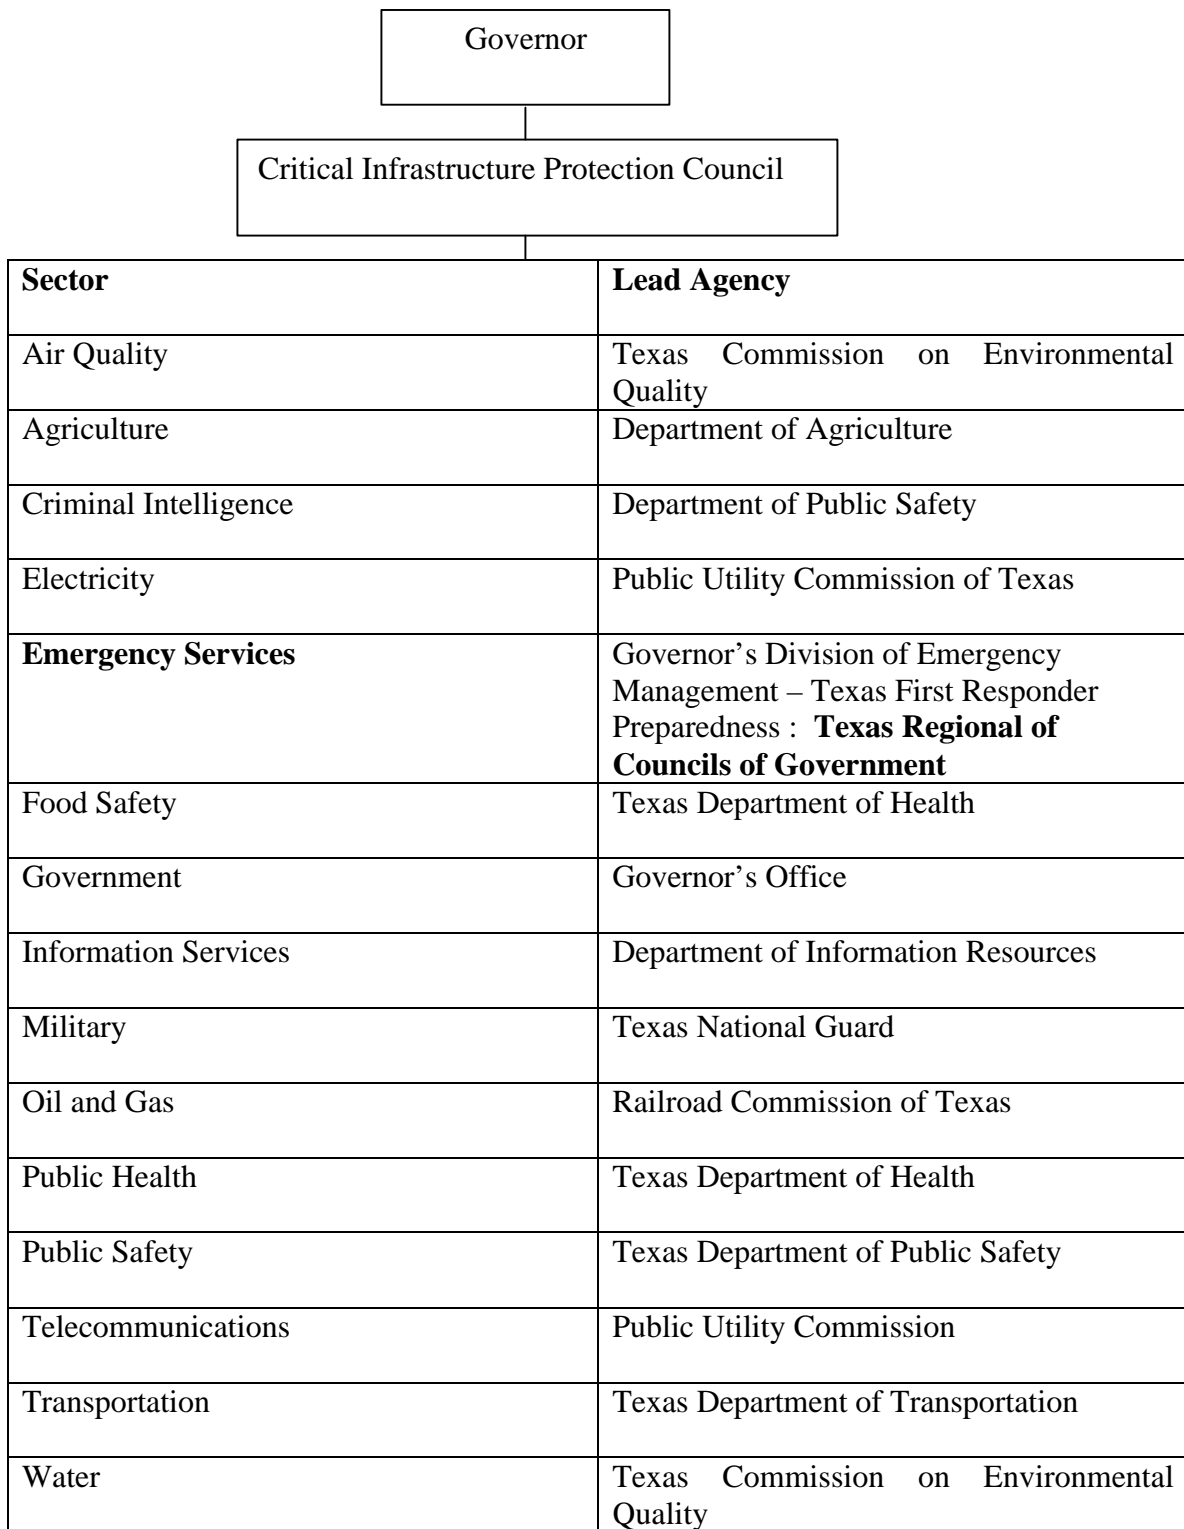 Governor
Critical Infrastructure Protection Council
Sector Lead Agency
Air Quality Texas Commission on Environmental
Quality
Agriculture Department of Agriculture
Criminal Intelligence Department of Public Safety
Electricity Public Utility Commission of Texas
Emergency Services Governor’s Division of Emergency
Management – Texas First Responder
Preparedness : Texas Regional of
Councils of Government
Food Safety Texas Department of Health
Government Governor’s Office
Information Services Department of Information Resources
Military Texas National Guard
Oil and Gas Railroad Commission of Texas
Public Health Texas Department of Health
Public Safety Texas Department of Public Safety
Telecommunications Public Utility Commission
Transportation Texas Department of Transportation
Water Texas Commission on Environmental
Quality